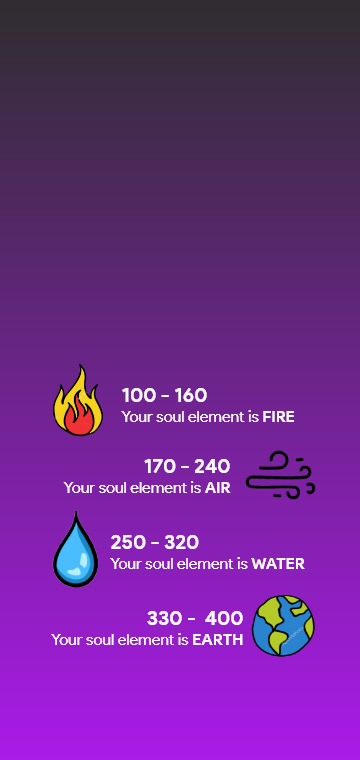 100 - 160
Your soul element is FIRE
170 - 240
Your soul element is AIR
250 - 320
Your soul element is WATER
330 - 400
Your soul element is EARTH